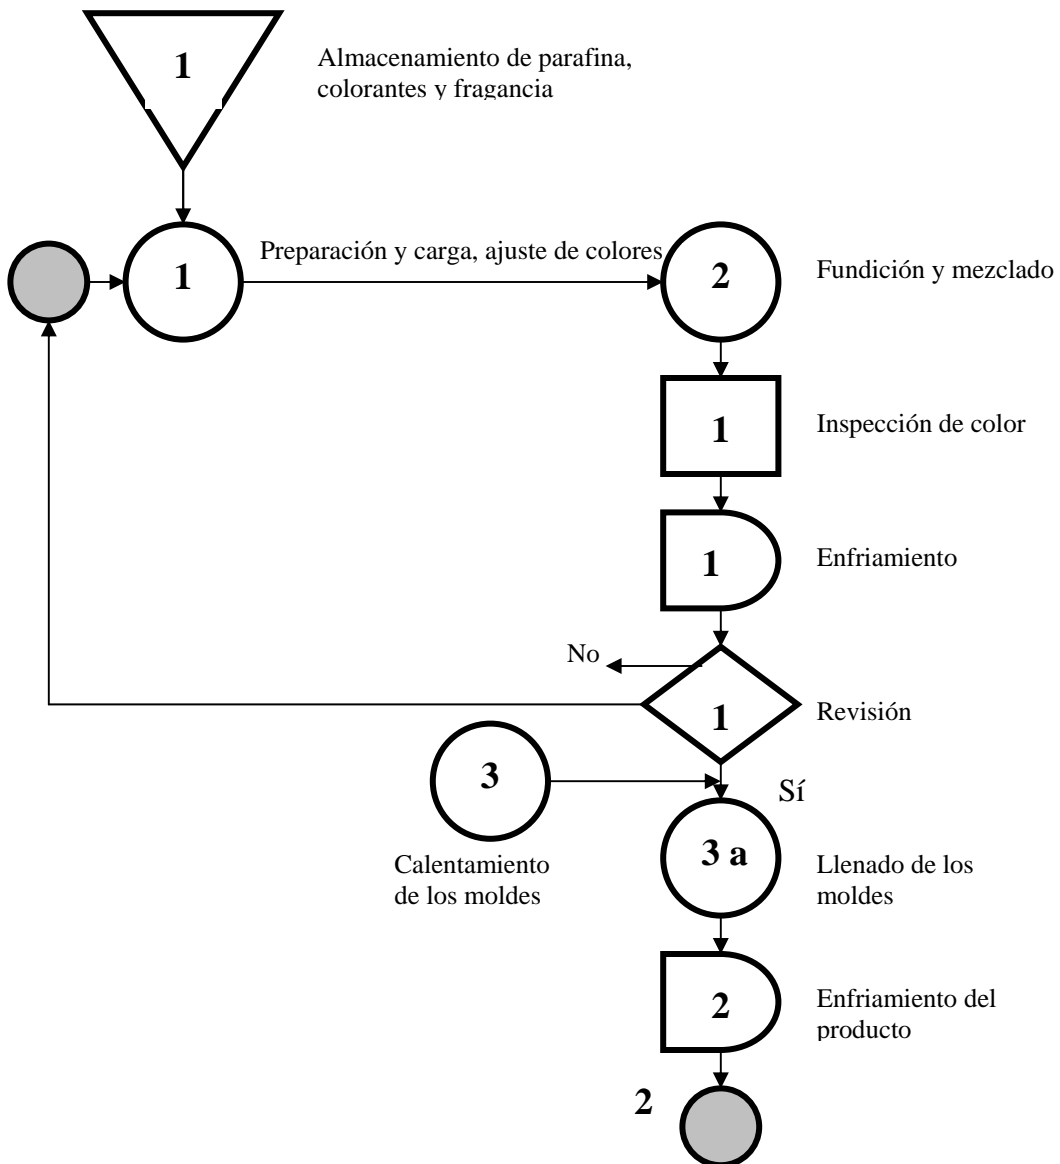 1
Almacenamiento de parafina,
colorantes y fragancia
Preparación y carga, ajuste de colores
1
2
Fundición y mezclado
1
Inspección de color
1
Enfriamiento
No
1
Revisión
3
Sí
Calentamiento
de los moldes
3 a
Llenado de los
moldes
2
Enfriamiento del
producto
2